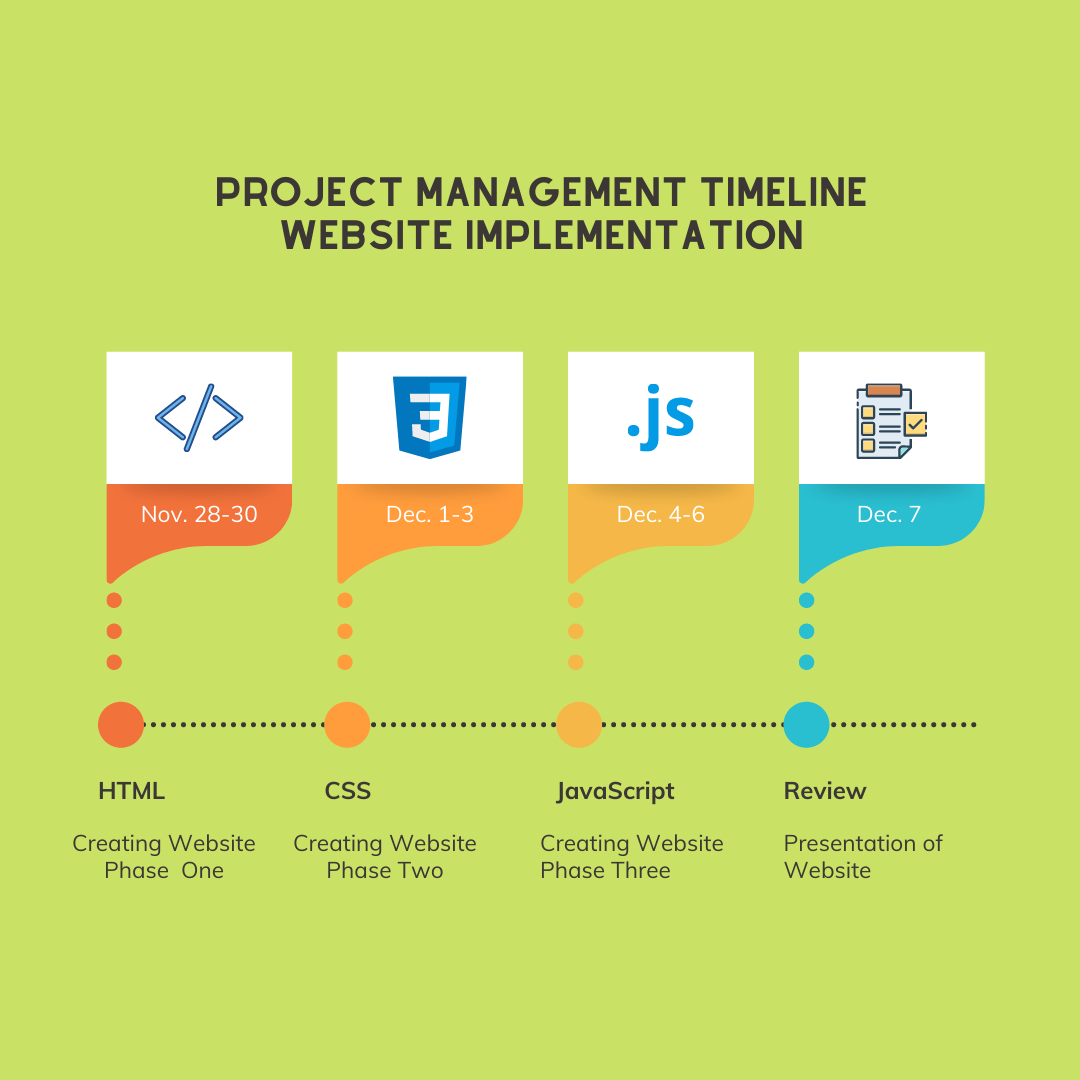 PROJECT MANAGEMENT TIMELINE
WEBSITE IMPLEMENTATION
</>
3
.js
Nov. 28-30
Dec. 1-3
Dec. 4-6
Dec. 7
HTML
CSS
JavaScript
Review
Creating Website
Phase One
Creating Website
Phase Two
Creating Website
Phase Three
Presentation of
Website